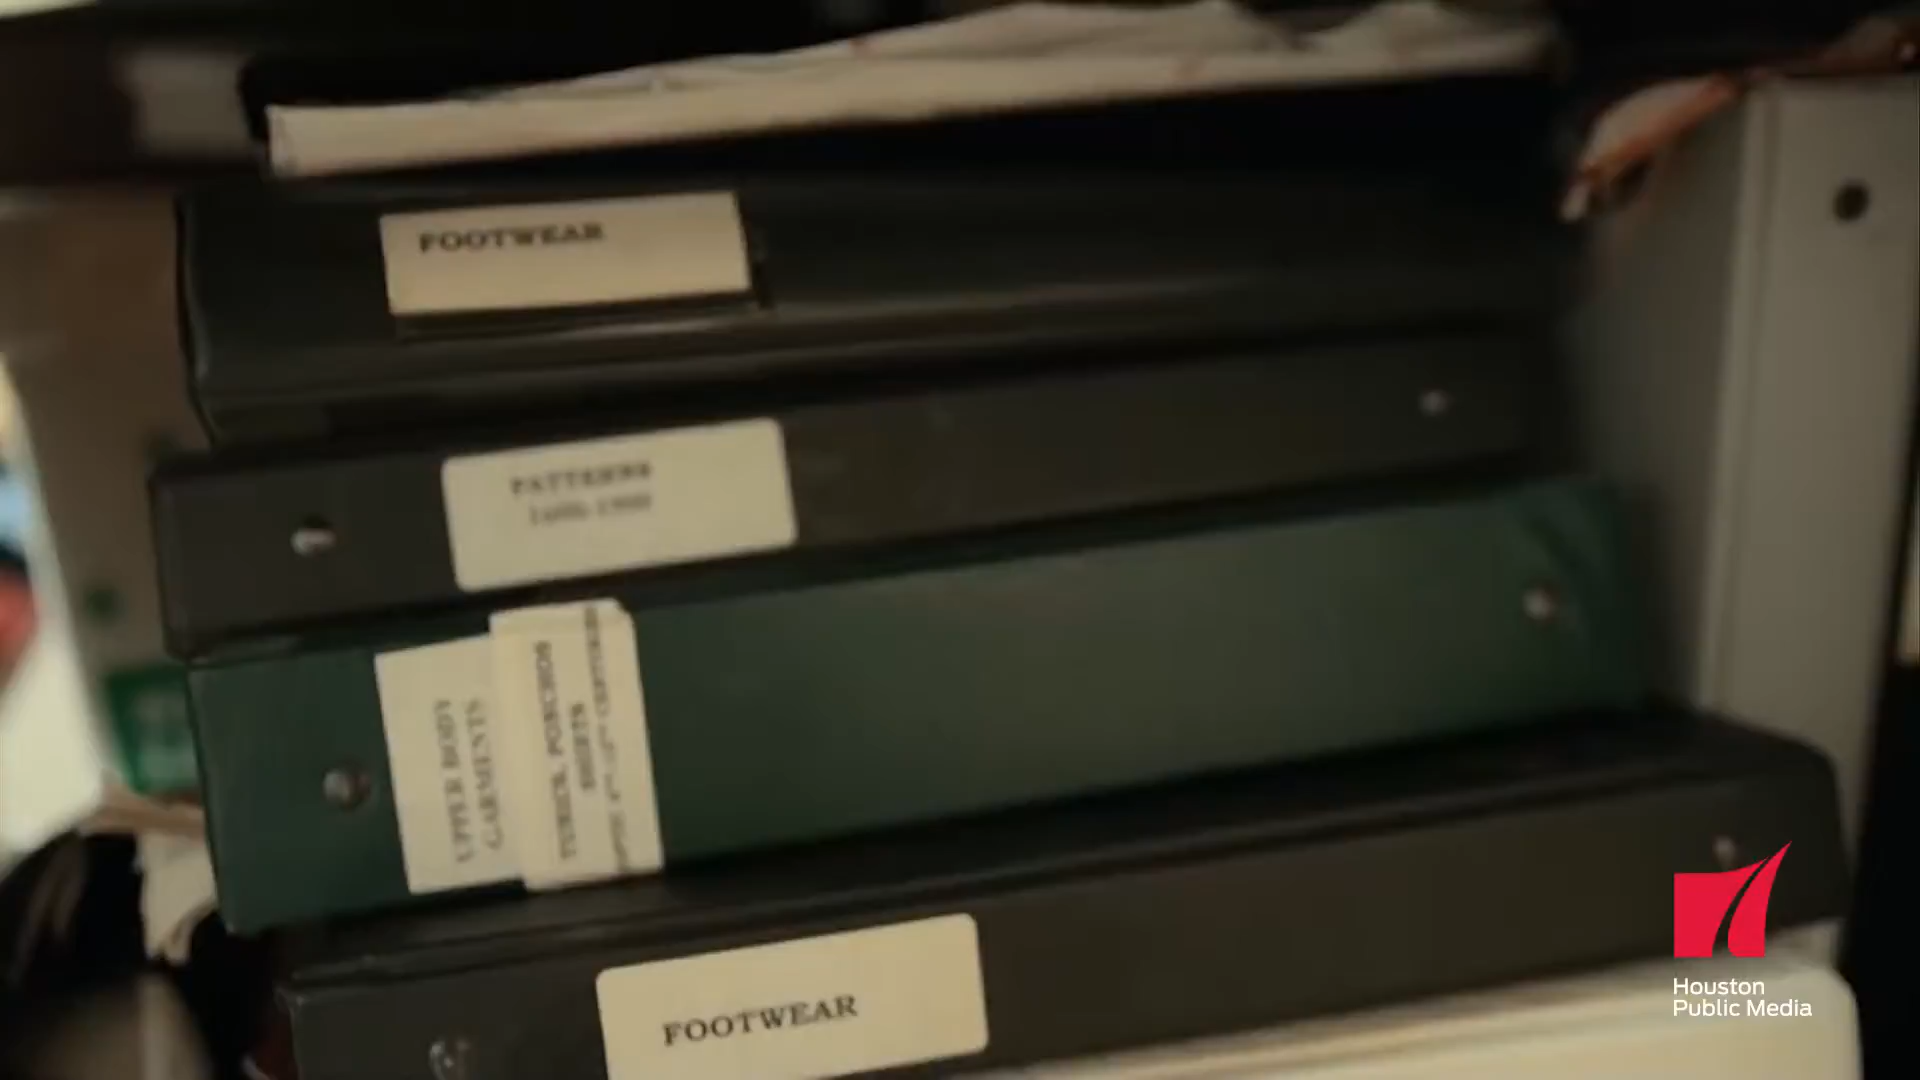 FOOTWEAR
PATTERNS
UPPER BODY
GARMENTS
TUNICS, PONCHOS
SHIRTS
FOOTWEAR
Houston
Public Media